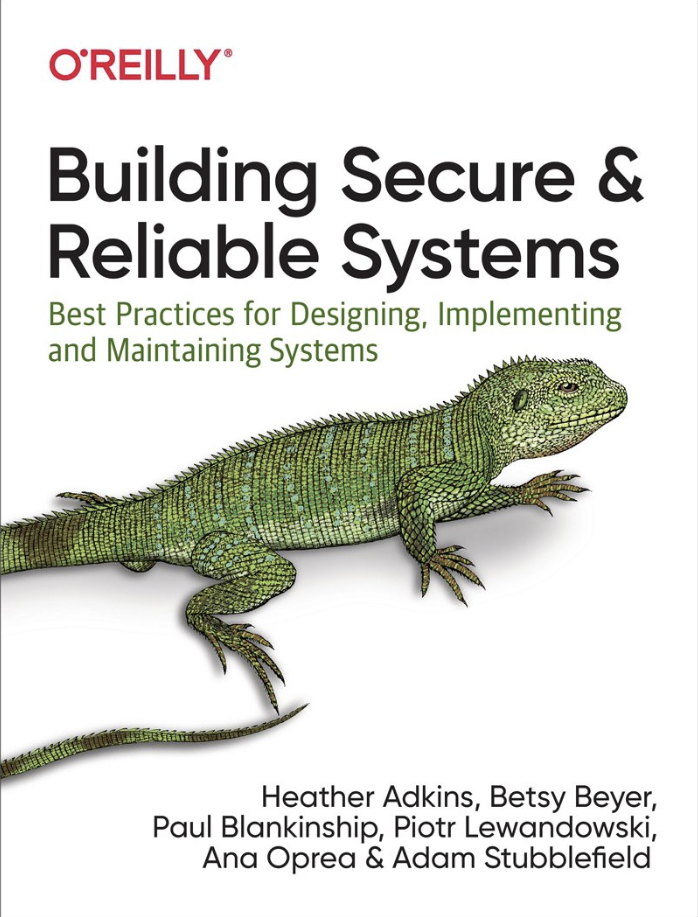 O'REILLY®
Building Secure &
Reliable Systems
Best Practices for Designing, Implementing
and Maintaining Systems
Heather Adkins, Betsy Beyer,
Paul Blankinship, Piotr Lewandowski,
Ana Oprea & Adam Stubblefield